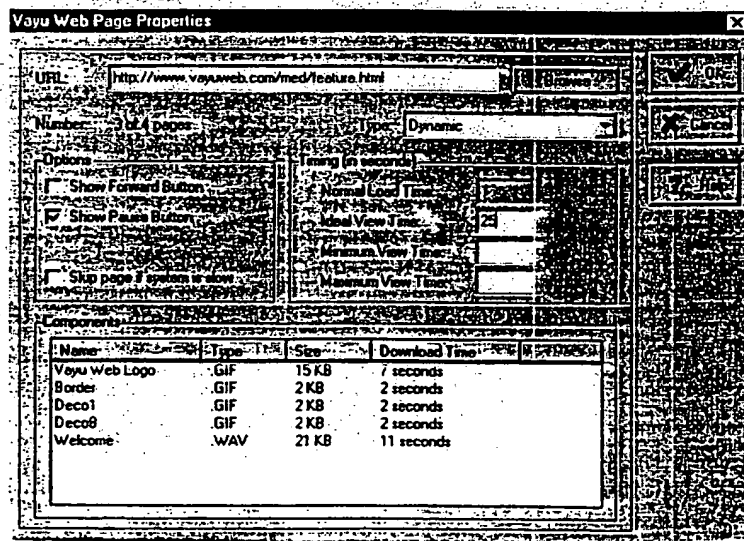 Vayu Web Page Properties
URL: http://www.vayuweb.com/med/feature.html Browse
OK
Number: of 4 pages Type: Dynamic
Cancel
Options
Timing (in seconds)
Show Forward Button
Normal Load Time:
Help
Show Pause Button
Ideal View Time:
Minimum View Time:
Skip page if system is slow
Maximum View Time:
Components
Name Type Size Download Time
Vayu Web Logo .GIF 15 KB 7 seconds
Border .GIF 2 KB 2 seconds
Deco1 .GIF 2 KB 2 seconds
Deco8 .GIF 2 KB 2 seconds
Welcome .WAV 21 KB 11 seconds